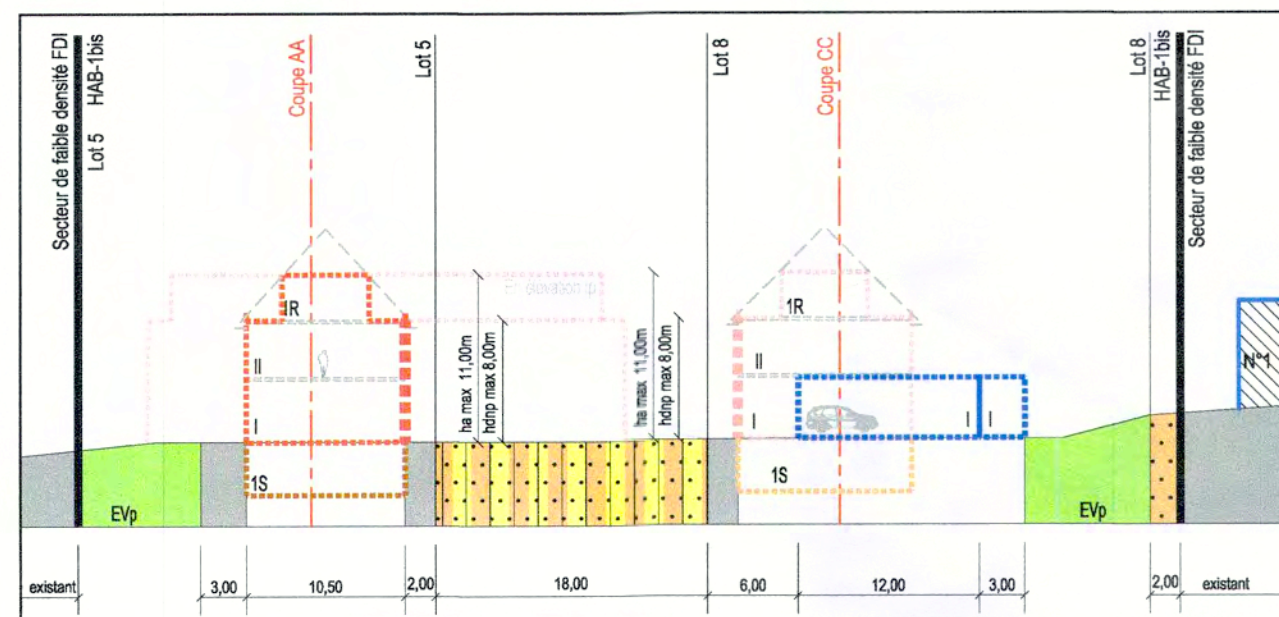 Secteur de faible densité FDI
Lot 5   HAB-1bis
Coupe AA
Lot 5
Lot 8
Coupe CC
Lot 8
HAB-1bis
Secteur de faible densité FDI
1R
II
I
1S
ha max 11,00m
hdnp max 8,00m
ha max 11,00m
hdnp max 8,00m
1R
II
I
I
I
1S
N°1
EVp
EVp
existant
3,00
10,50
2,00
18,00
6,00
12,00
3,00
2,00
existant